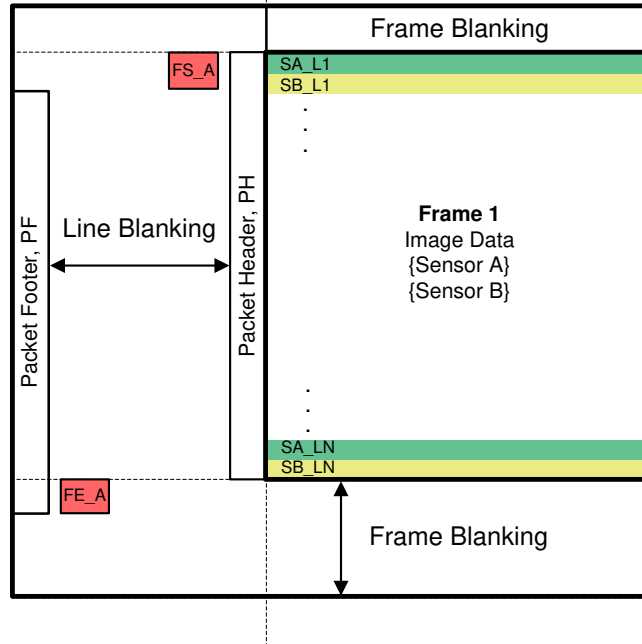 Frame Blanking
FS_A
SA_L1
SB_L1
Packet Footer, PF
Line Blanking
Packet Header, PH
Frame 1
Image Data
{Sensor A}
{Sensor B}
SA_LN
SB_LN
FE_A
Frame Blanking